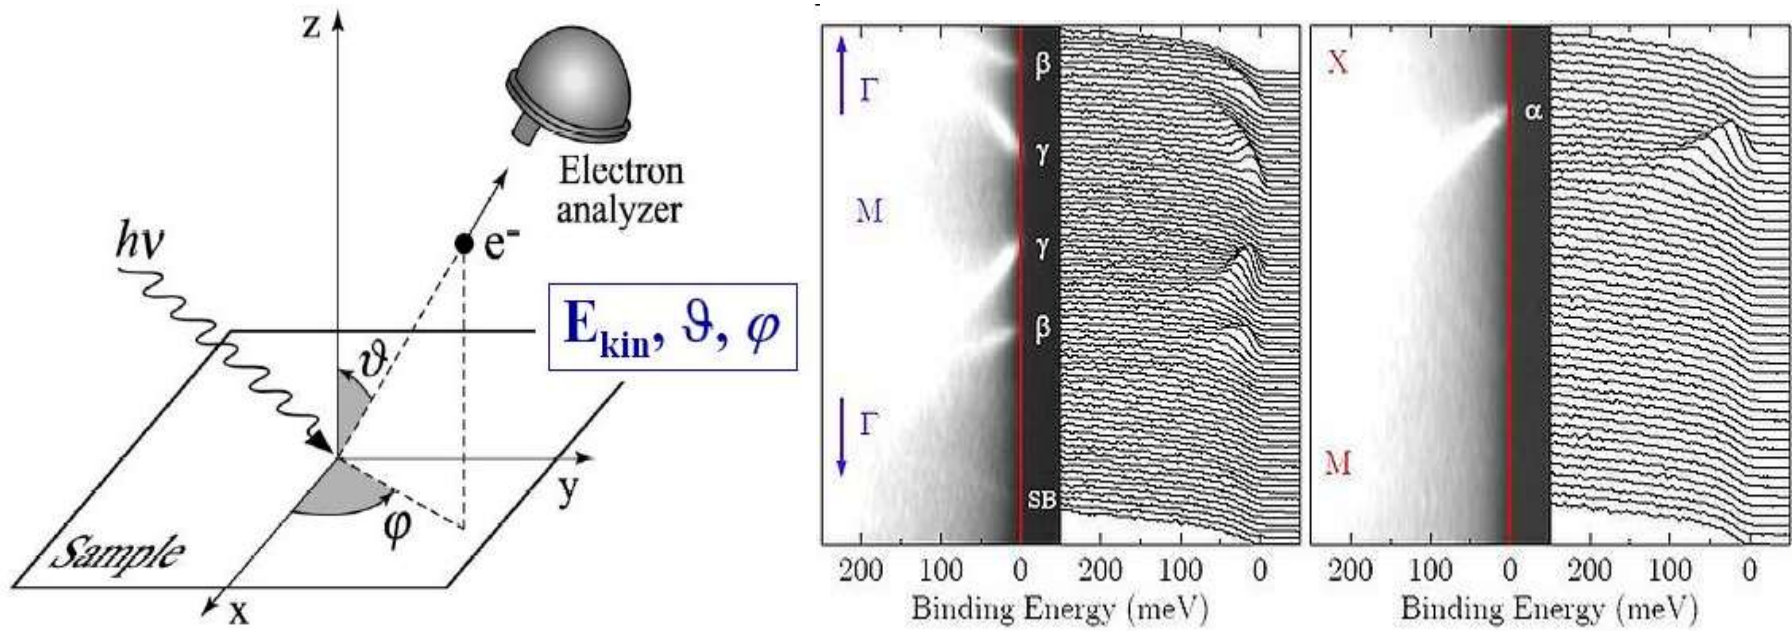 z
Electron
analyzer
hν
e⁻
E_kin, ϑ, φ
ϑ
y
φ
Sample
x
β
Γ
γ
M
γ
β
Γ
SB
200 100 0 200 100 0
Binding Energy (meV)
X
α
M
200 100 0 200 100 0
Binding Energy (meV)